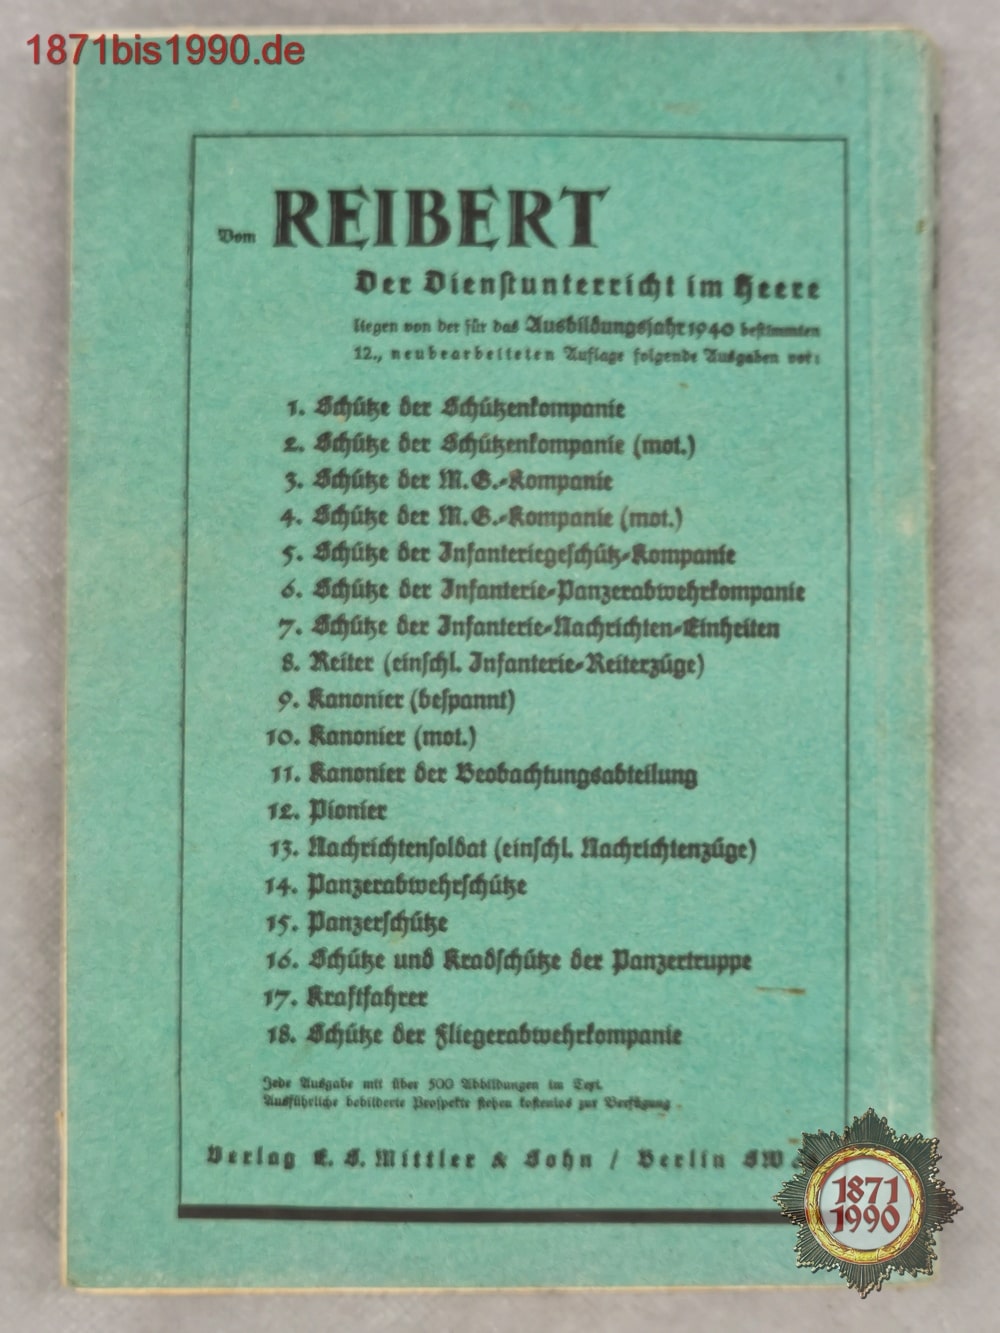 1871bis1990.de
Vom REIBERT
Der Dienstunterricht im Heere
liegen von der für das Ausbildungsjahr 1940 bestimmten
12., neubearbeiteten Auflage folgende Ausgaben vor:
1. Schütze der Schützenkompanie
2. Schütze der Schützenkompanie (mot.)
3. Schütze der M.G.-Kompanie
4. Schütze der M.G.-Kompanie (mot.)
5. Schütze der Infanteriegeschütz-Kompanie
6. Schütze der Infanterie-Panzerabwehrkompanie
7. Schütze der Infanterie-Nachrichten-Einheiten
8. Reiter (einschl. Infanterie-Reiterzüge)
9. Kanonier (bespannt)
10. Kanonier (mot.)
11. Kanonier der Beobachtungsabteilung
12. Pionier
13. Nachrichtensoldat (einschl. Nachrichtenzüge)
14. Panzerabwehrschütze
15. Panzerschütze
16. Schütze und Kradschütze der Panzertruppe
17. Kraftfahrer
18. Schütze der Fliegerabwehrkompanie
Jede Ausgabe mit über 500 Abbildungen im Text.
Ausführliche bebilderte Prospekte stehen kostenlos zur Verfügung
Verlag E. S. Mittler & Sohn / Berlin SW
1871
1990